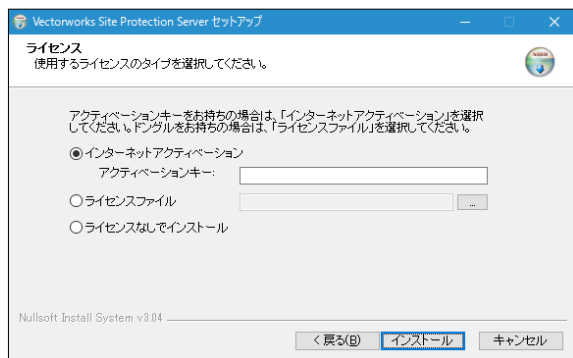 Vectorworks Site Protection Server セットアップ
ライセンス
使用するライセンスのタイプを選択してください。
アクティベーションキーをお持ちの場合は、「インターネットアクティベーション」を選択
してください。ドングルをお持ちの場合は、「ライセンスファイル」を選択してください。
インターネットアクティベーション
アクティベーションキー:
ライセンスファイル
...
ライセンスなしでインストール
Nullsoft Install System v3.04
< 戻る(B)
インストール
キャンセル